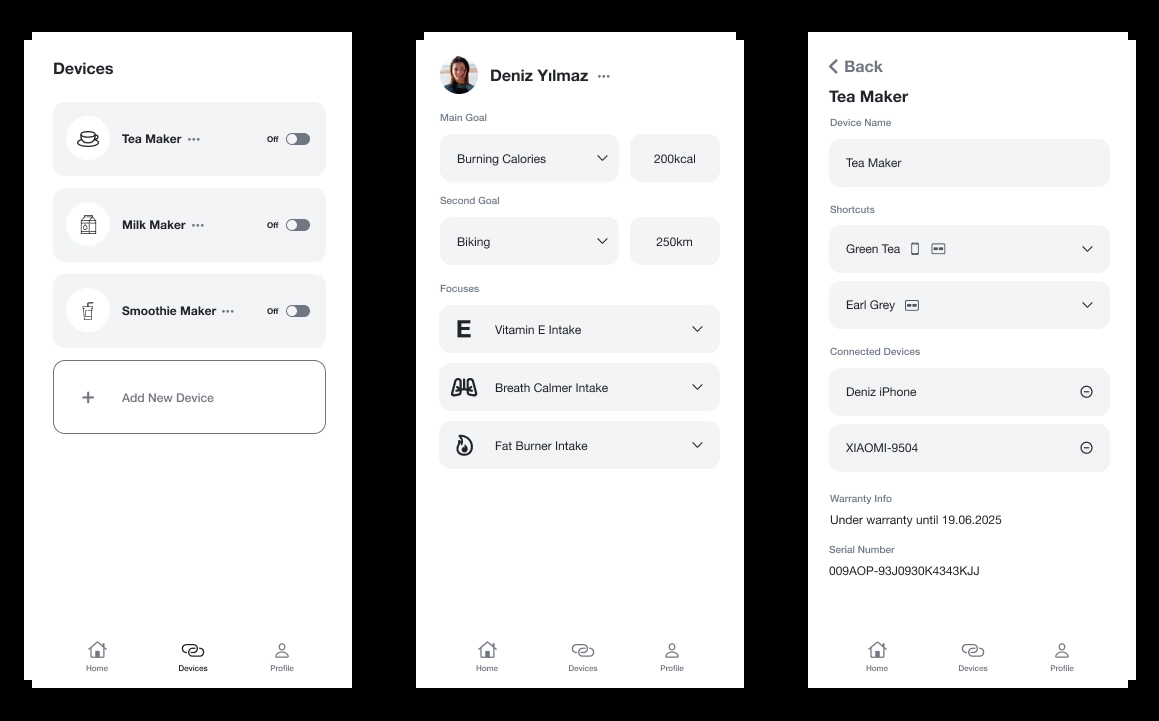 Devices
Tea Maker ••• Off
Milk Maker ••• Off
Smoothie Maker ••• Off
+ Add New Device
Home Devices Profile
Deniz Yılmaz •••
Main Goal
Burning Calories 200kcal
Second Goal
Biking 250km
Focuses
E Vitamin E Intake
Breath Calmer Intake
Fat Burner Intake
Home Devices Profile
Back
Tea Maker
Device Name
Tea Maker
Shortcuts
Green Tea
Earl Grey
Connected Devices
Deniz iPhone
XIAOMI-9504
Warranty Info
Under warranty until 19.06.2025
Serial Number
009AOP-93J0930K4343KJJ
Home Devices Profile